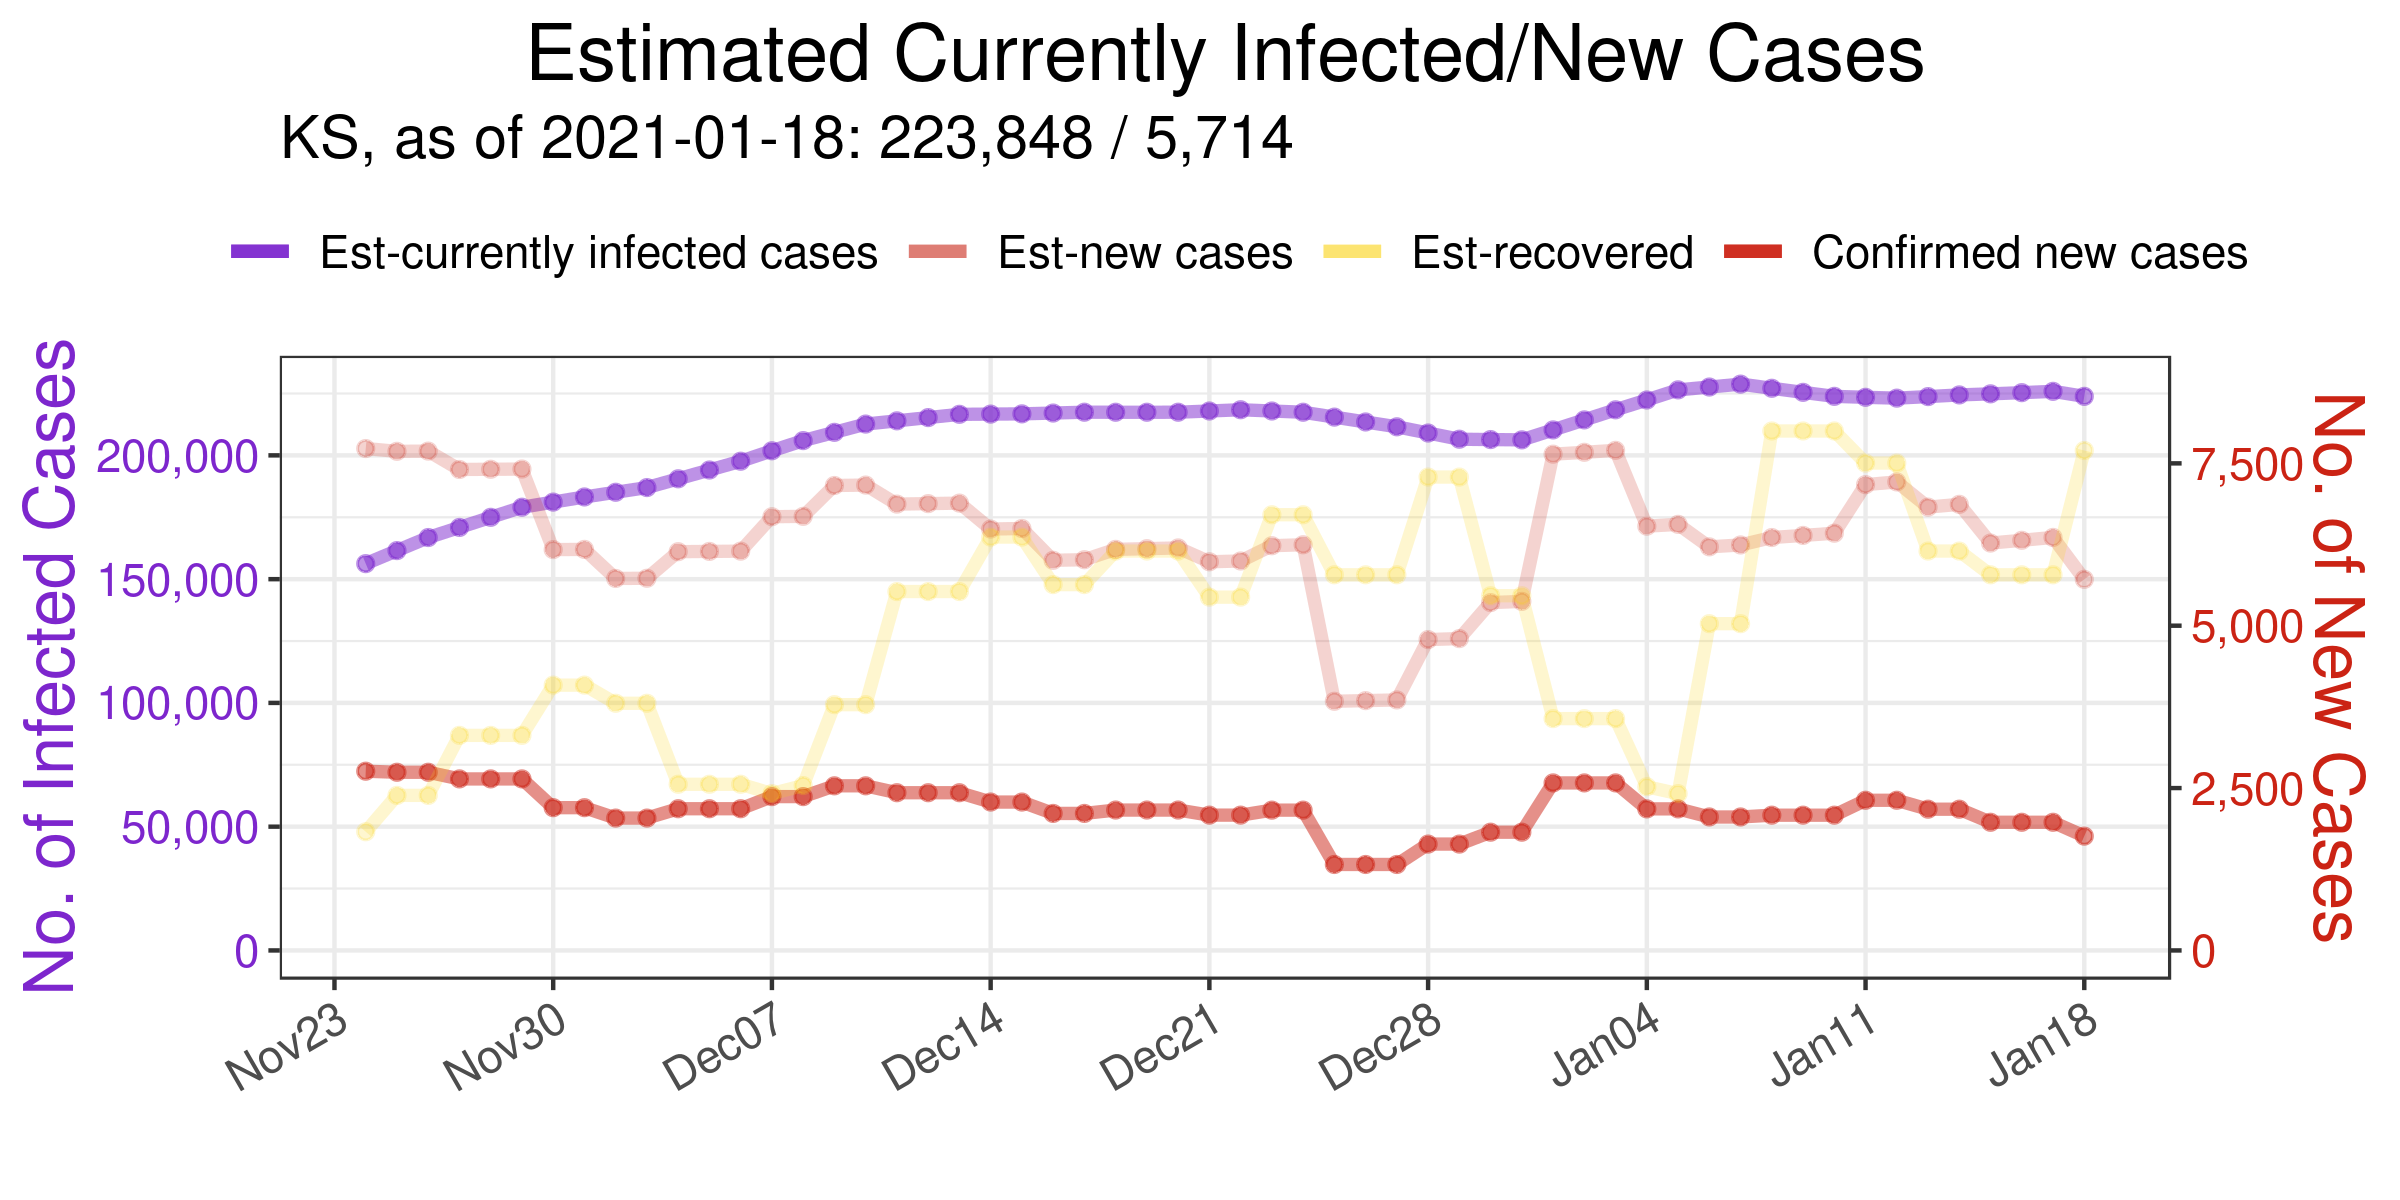 Estimated Currently Infected/New Cases
KS, as of 2021-01-18: 223,848 / 5,714
Est-currently infected cases Est-new cases Est-recovered Confirmed new cases
No. of Infected Cases
200,000
150,000
100,000
50,000
0
7,500
5,000
2,500
0
No. of New Cases
Nov23 Nov30 Dec07 Dec14 Dec21 Dec28 Jan04 Jan11 Jan18